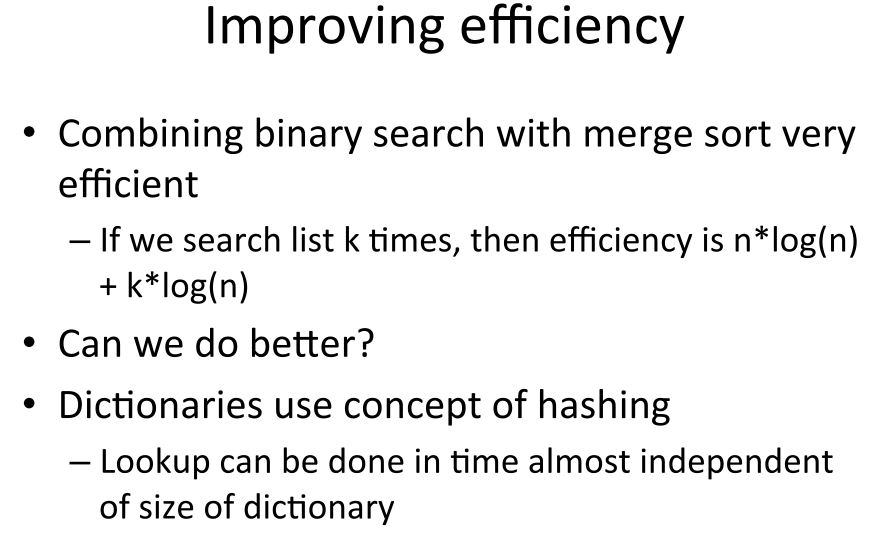 Improving efficiency
• Combining binary search with merge sort very
efficient
– If we search list k times, then efficiency is n*log(n)
+ k*log(n)
• Can we do better?
• Dictionaries use concept of hashing
– Lookup can be done in time almost independent
of size of dictionary